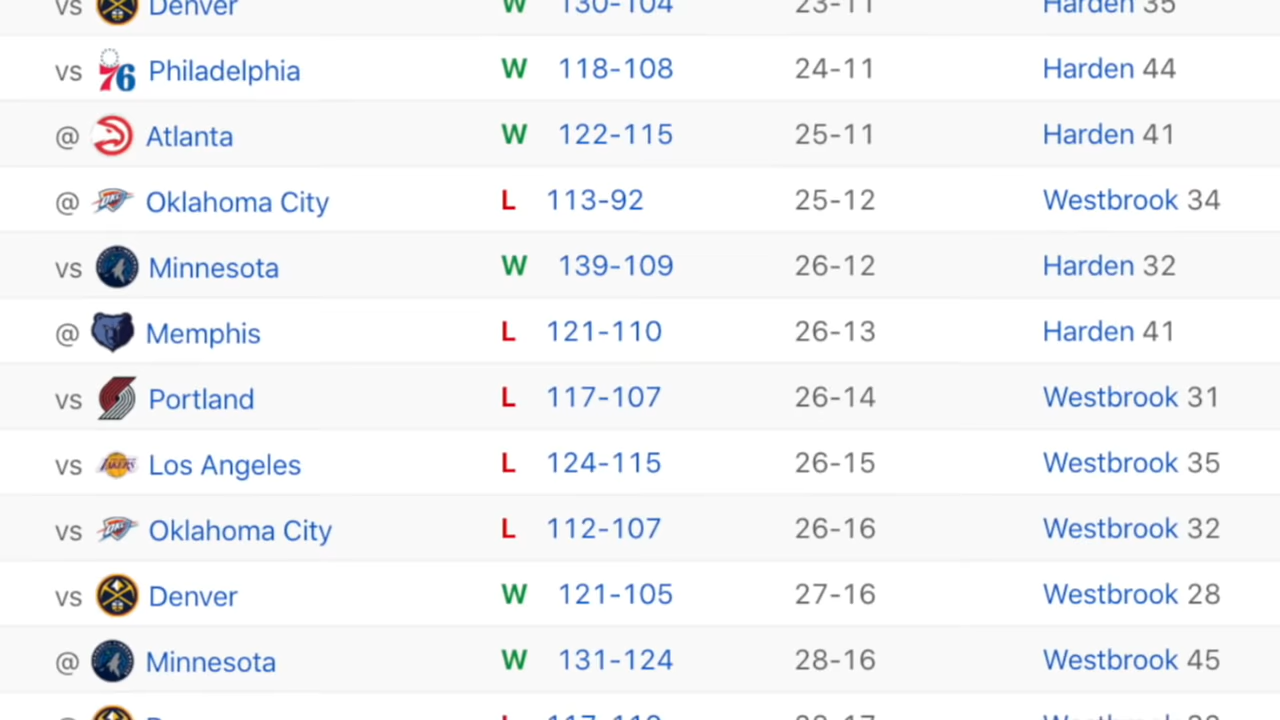 vs Denver W 130-104 23-11 Harden 35
vs 76 Philadelphia W 118-108 24-11 Harden 44
@ Atlanta W 122-115 25-11 Harden 41
@ OKC Oklahoma City L 113-92 25-12 Westbrook 34
vs Minnesota W 139-109 26-12 Harden 32
@ Memphis L 121-110 26-13 Harden 41
vs Portland L 117-107 26-14 Westbrook 31
vs LAKERS Los Angeles L 124-115 26-15 Westbrook 35
vs OKC Oklahoma City L 112-107 26-16 Westbrook 32
vs Denver W 121-105 27-16 Westbrook 28
@ Minnesota W 131-124 28-16 Westbrook 45